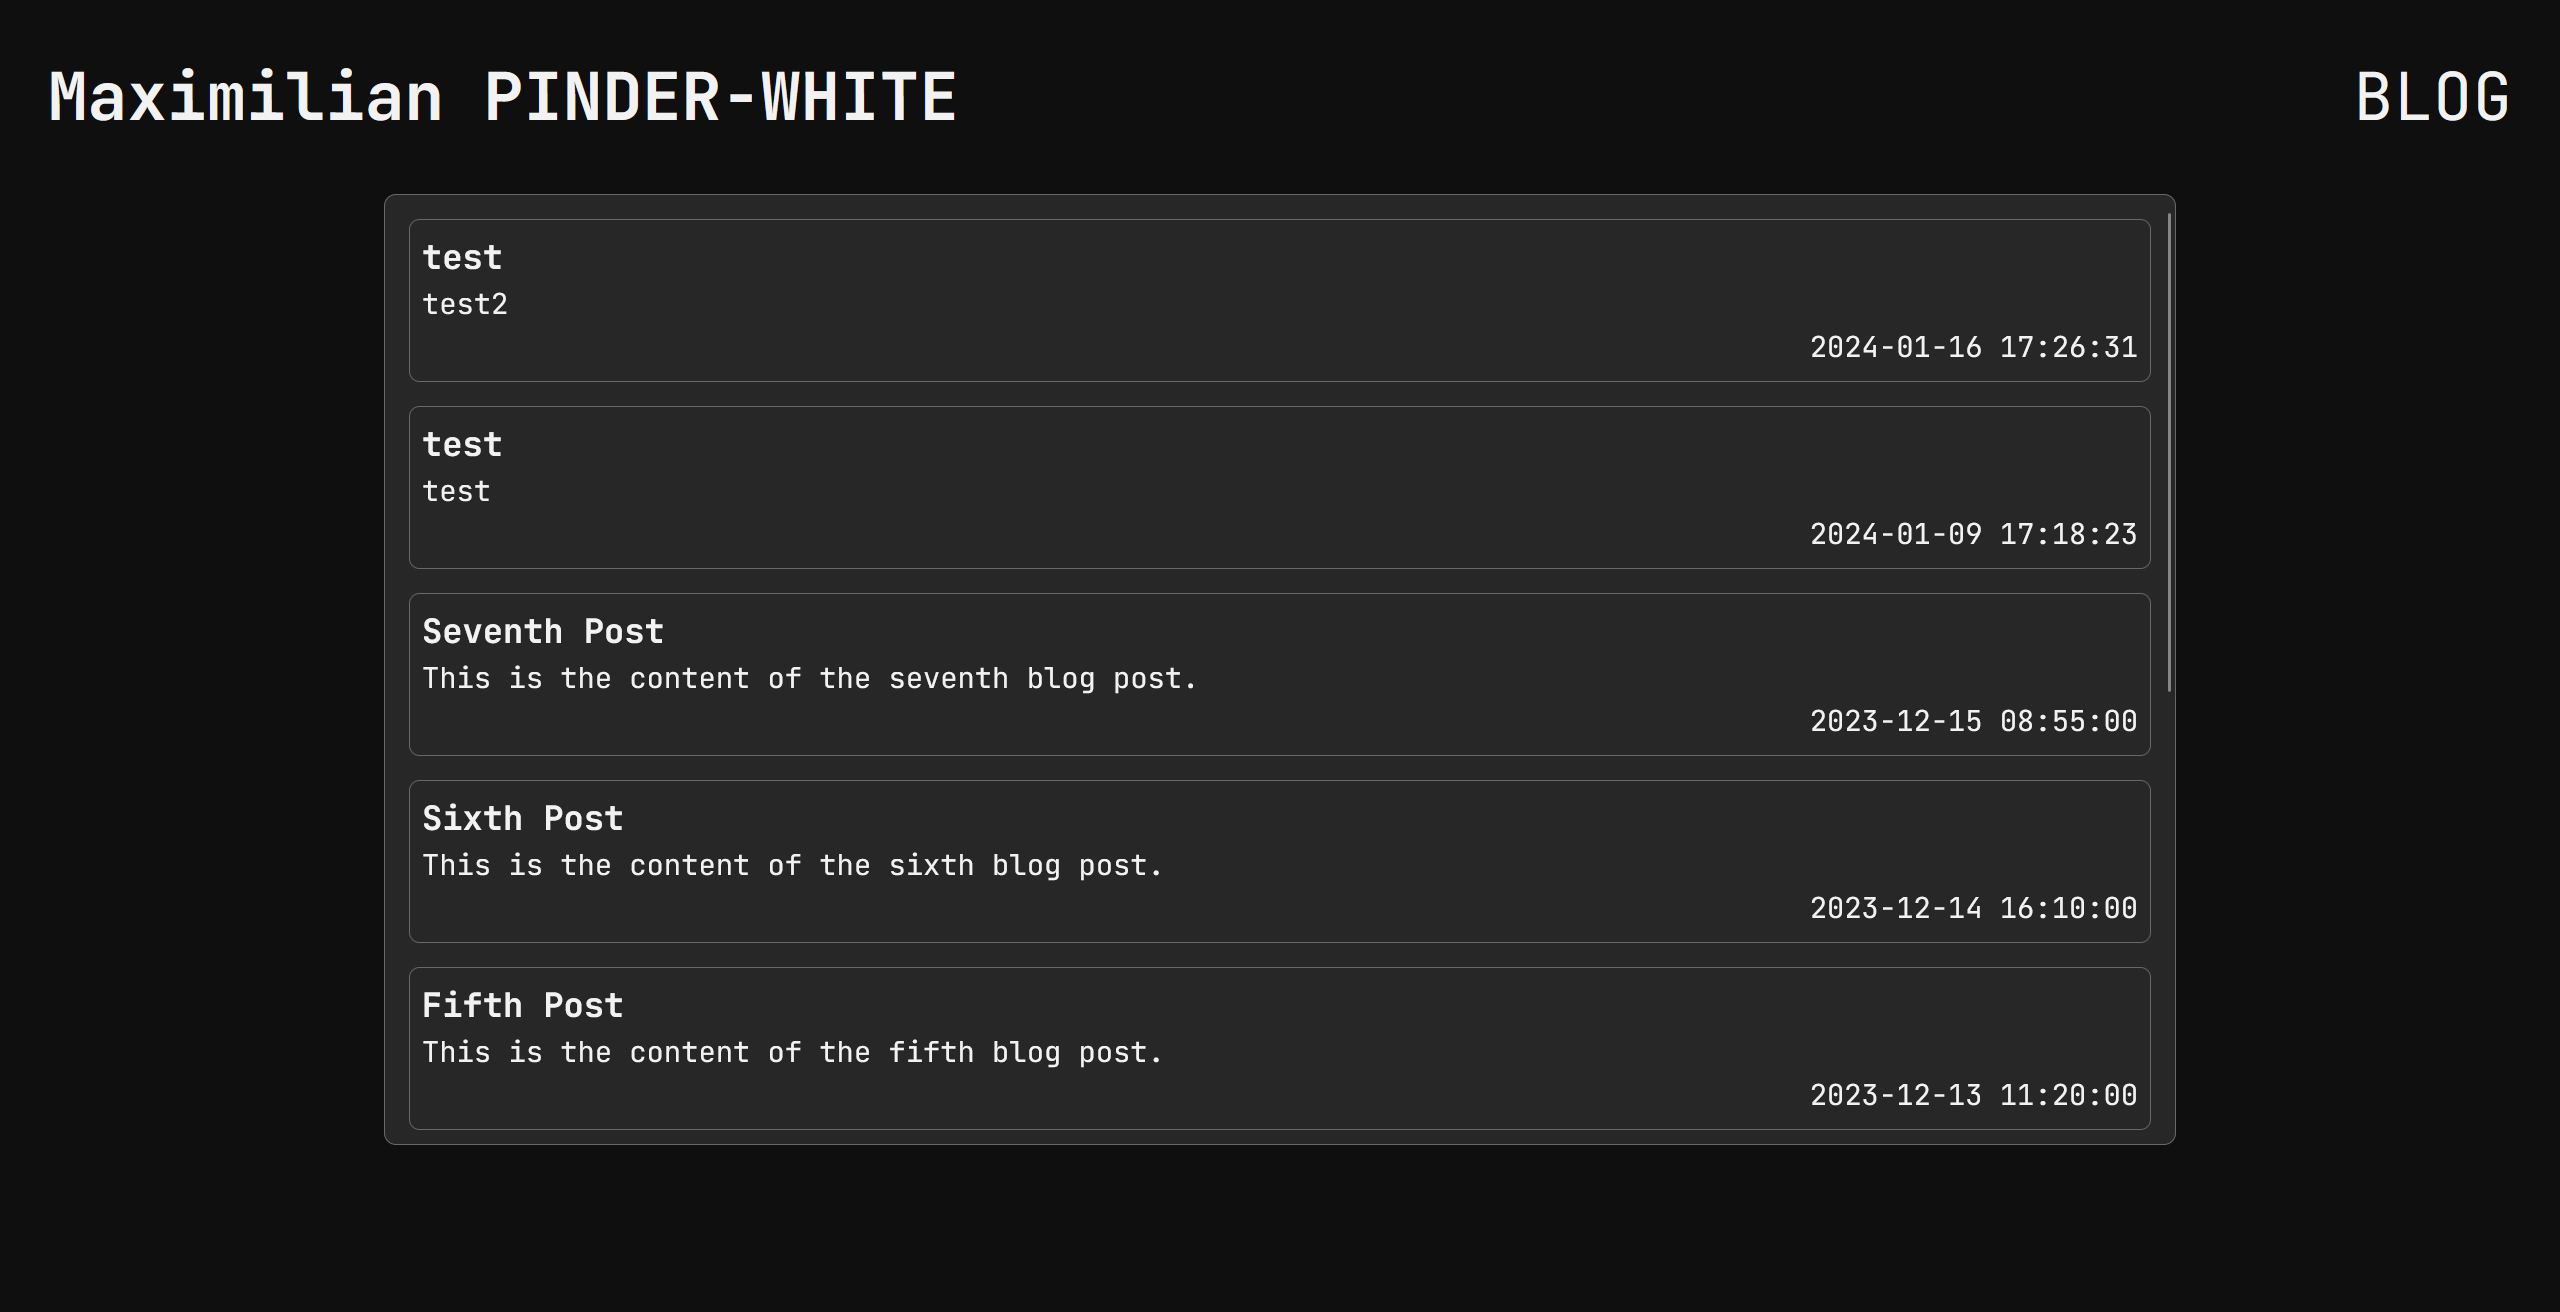 Maximilian PINDER-WHITE
BLOG
test
test2
2024-01-16 17:26:31
test
test
2024-01-09 17:18:23
Seventh Post
This is the content of the seventh blog post.
2023-12-15 08:55:00
Sixth Post
This is the content of the sixth blog post.
2023-12-14 16:10:00
Fifth Post
This is the content of the fifth blog post.
2023-12-13 11:20:00